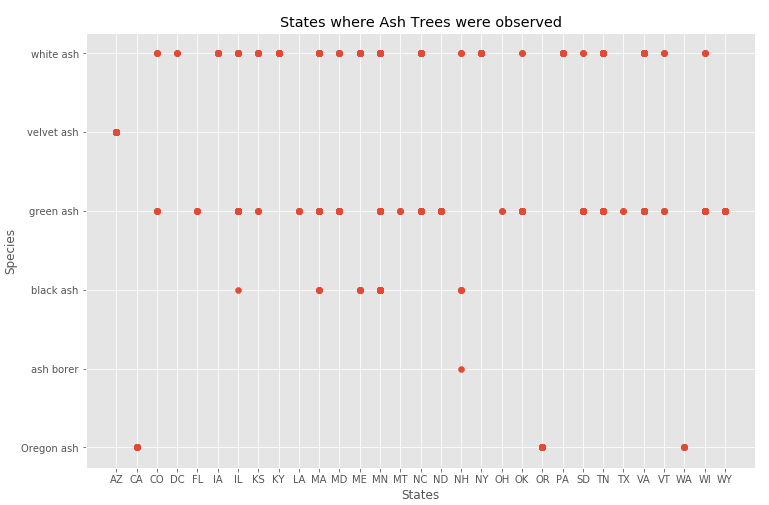 States where Ash Trees were observed
white ash
velvet ash
green ash
black ash
ash borer
Oregon ash
Species
AZ CA CO DC FL IA IL KS KY LA MA MD ME MN MT NC ND NH NY OH OK OR PA SD TN TX VA VT WA WI WY
States